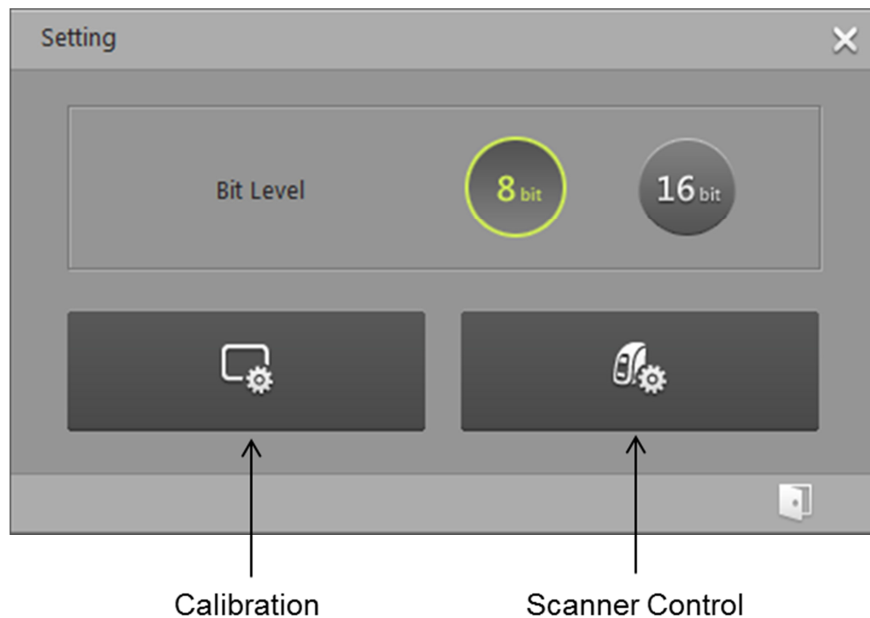 Setting
Bit Level 8 bit 16 bit
Calibration Scanner Control